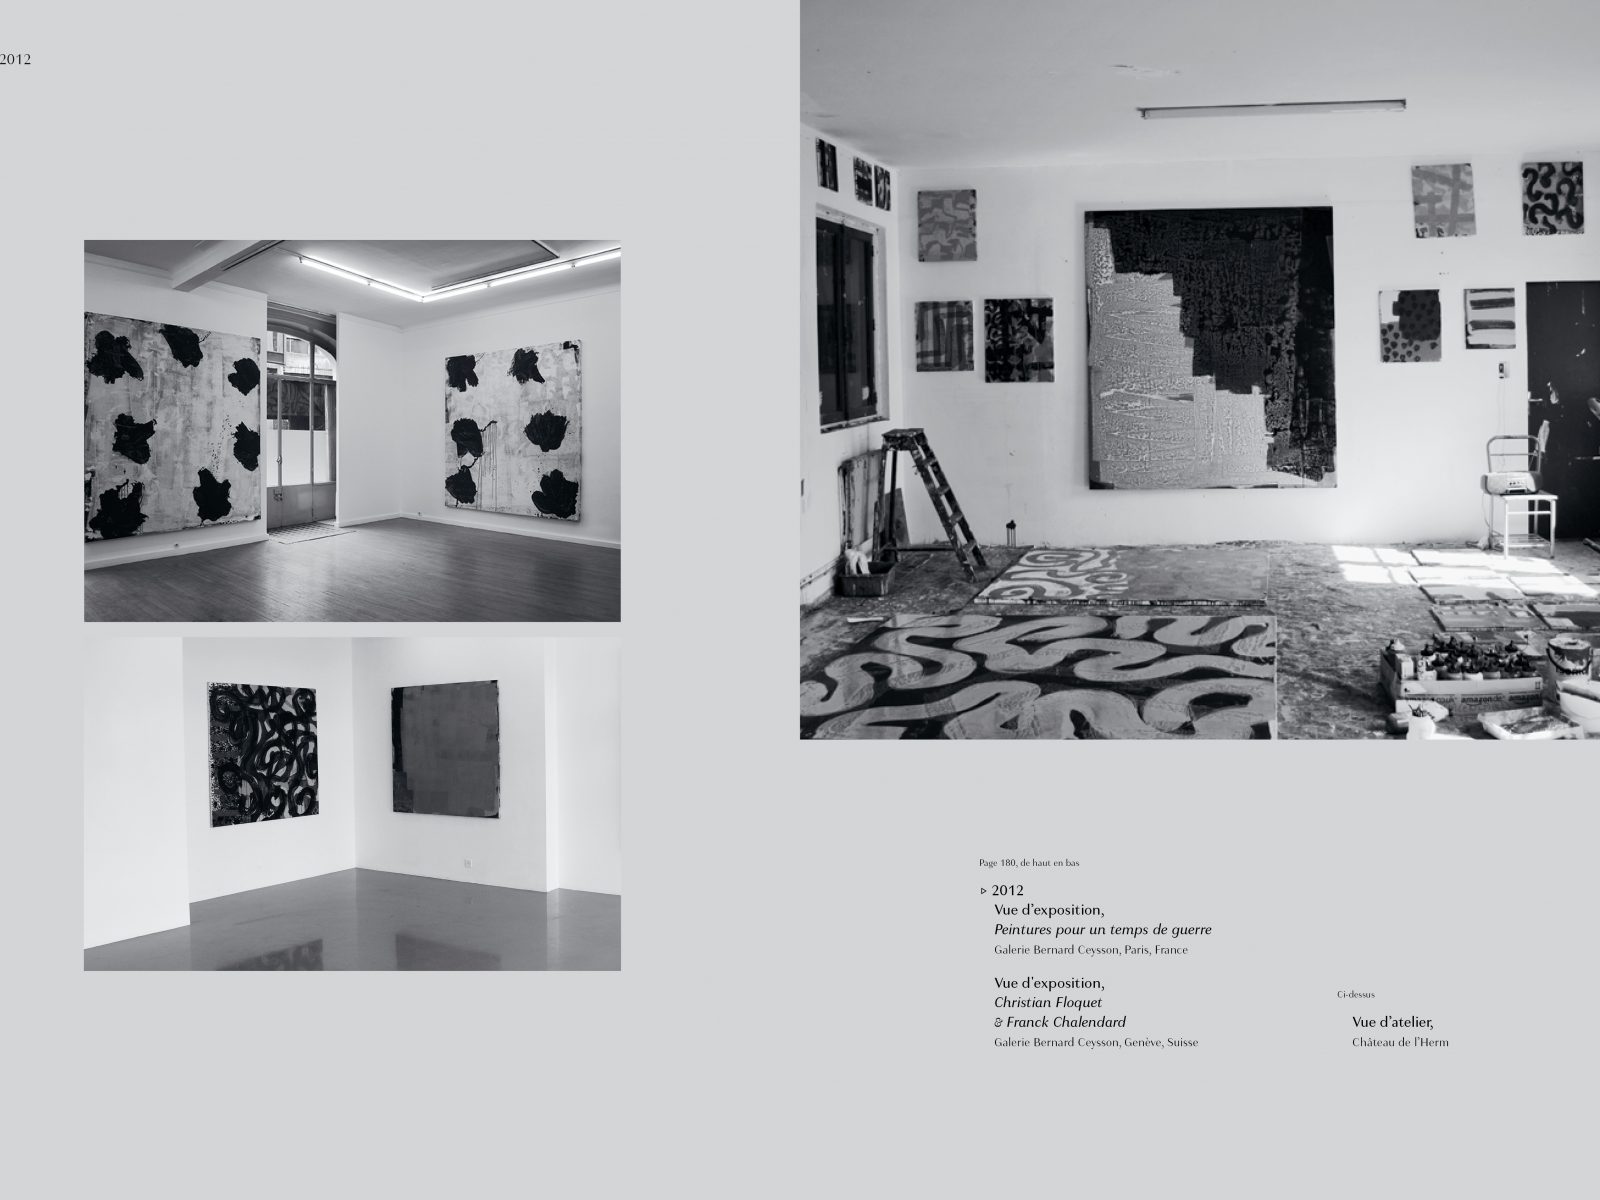 2012
amazon.de
Page 180, de haut en bas
▷ 2012
Vue d’exposition,
Peintures pour un temps de guerre
Galerie Bernard Ceysson, Paris, France
Vue d'exposition,
Christian Floquet
& Franck Chalendard
Galerie Bernard Ceysson, Genève, Suisse
Ci-dessus
Vue d’atelier,
Château de l’Herm